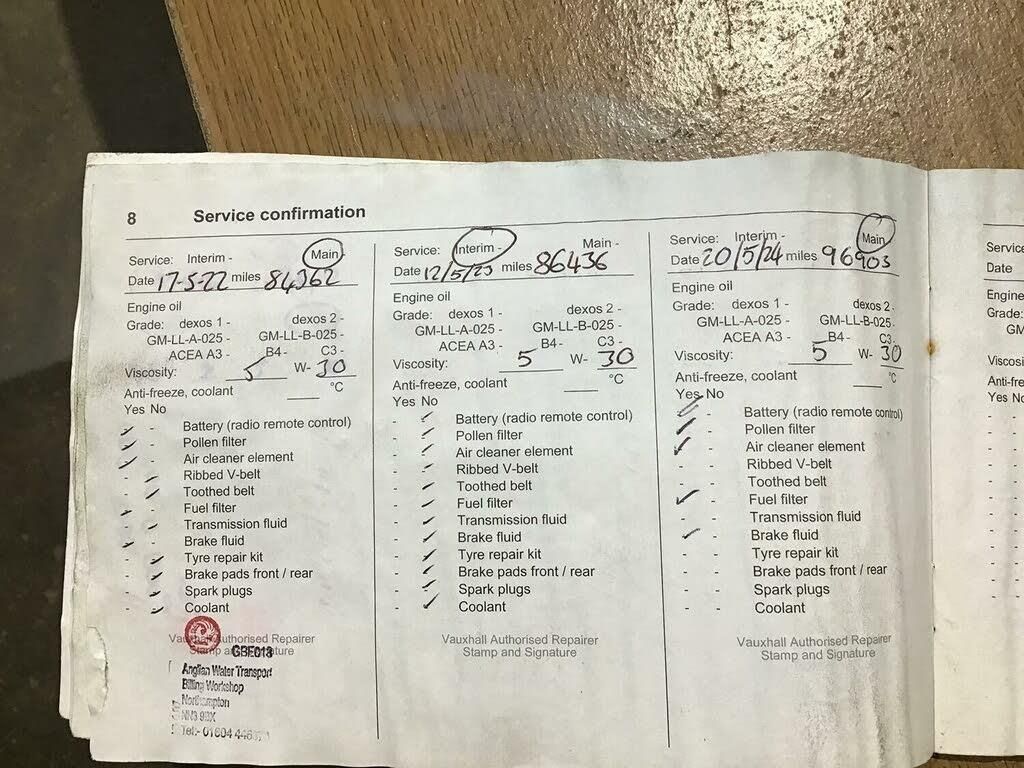 8 Service confirmation
Service: Interim - Main
Date 17-5-22 miles 84362
Engine oil
Grade: dexos 1 - dexos 2 -
GM-LL-A-025 - GM-LL-B-025 -
ACEA A3 - B4 - C3 -
Viscosity: 5 W- 30
Anti-freeze, coolant °C
Yes No
Battery (radio remote control)
Pollen filter
Air cleaner element
Ribbed V-belt
Toothed belt
Fuel filter
Transmission fluid
Brake fluid
Tyre repair kit
Brake pads front / rear
Spark plugs
Coolant
Vauxhall Authorised Repairer
Stamp and Signature
GBE013
Anglian Water Transport
Billing Workshop
Northampton
NN3 9BX
Tel:- 01604
Service: Interim - Main -
Date 12/5/23 miles 86436
Engine oil
Grade: dexos 1 - dexos 2 -
GM-LL-A-025 - GM-LL-B-025 -
ACEA A3 - B4 - C3 -
Viscosity: 5 W- 30
Anti-freeze, coolant °C
Yes No
Battery (radio remote control)
Pollen filter
Air cleaner element
Ribbed V-belt
Toothed belt
Fuel filter
Transmission fluid
Brake fluid
Tyre repair kit
Brake pads front / rear
Spark plugs
Coolant
Vauxhall Authorised Repairer
Stamp and Signature
Service: Interim - Main
Date 20/5/24 miles 96903
Engine oil
Grade: dexos 1 - dexos 2 -
GM-LL-A-025 - GM-LL-B-025 -
ACEA A3 - B4 - C3 -
Viscosity: 5 W- 30
Anti-freeze, coolant °C
Yes No
Battery (radio remote control)
Pollen filter
Air cleaner element
Ribbed V-belt
Toothed belt
Fuel filter
Transmission fluid
Brake fluid
Tyre repair kit
Brake pads front / rear
Spark plugs
Coolant
Vauxhall Authorised Repairer
Stamp and Signature
Date
Engine
Grade:
Yes